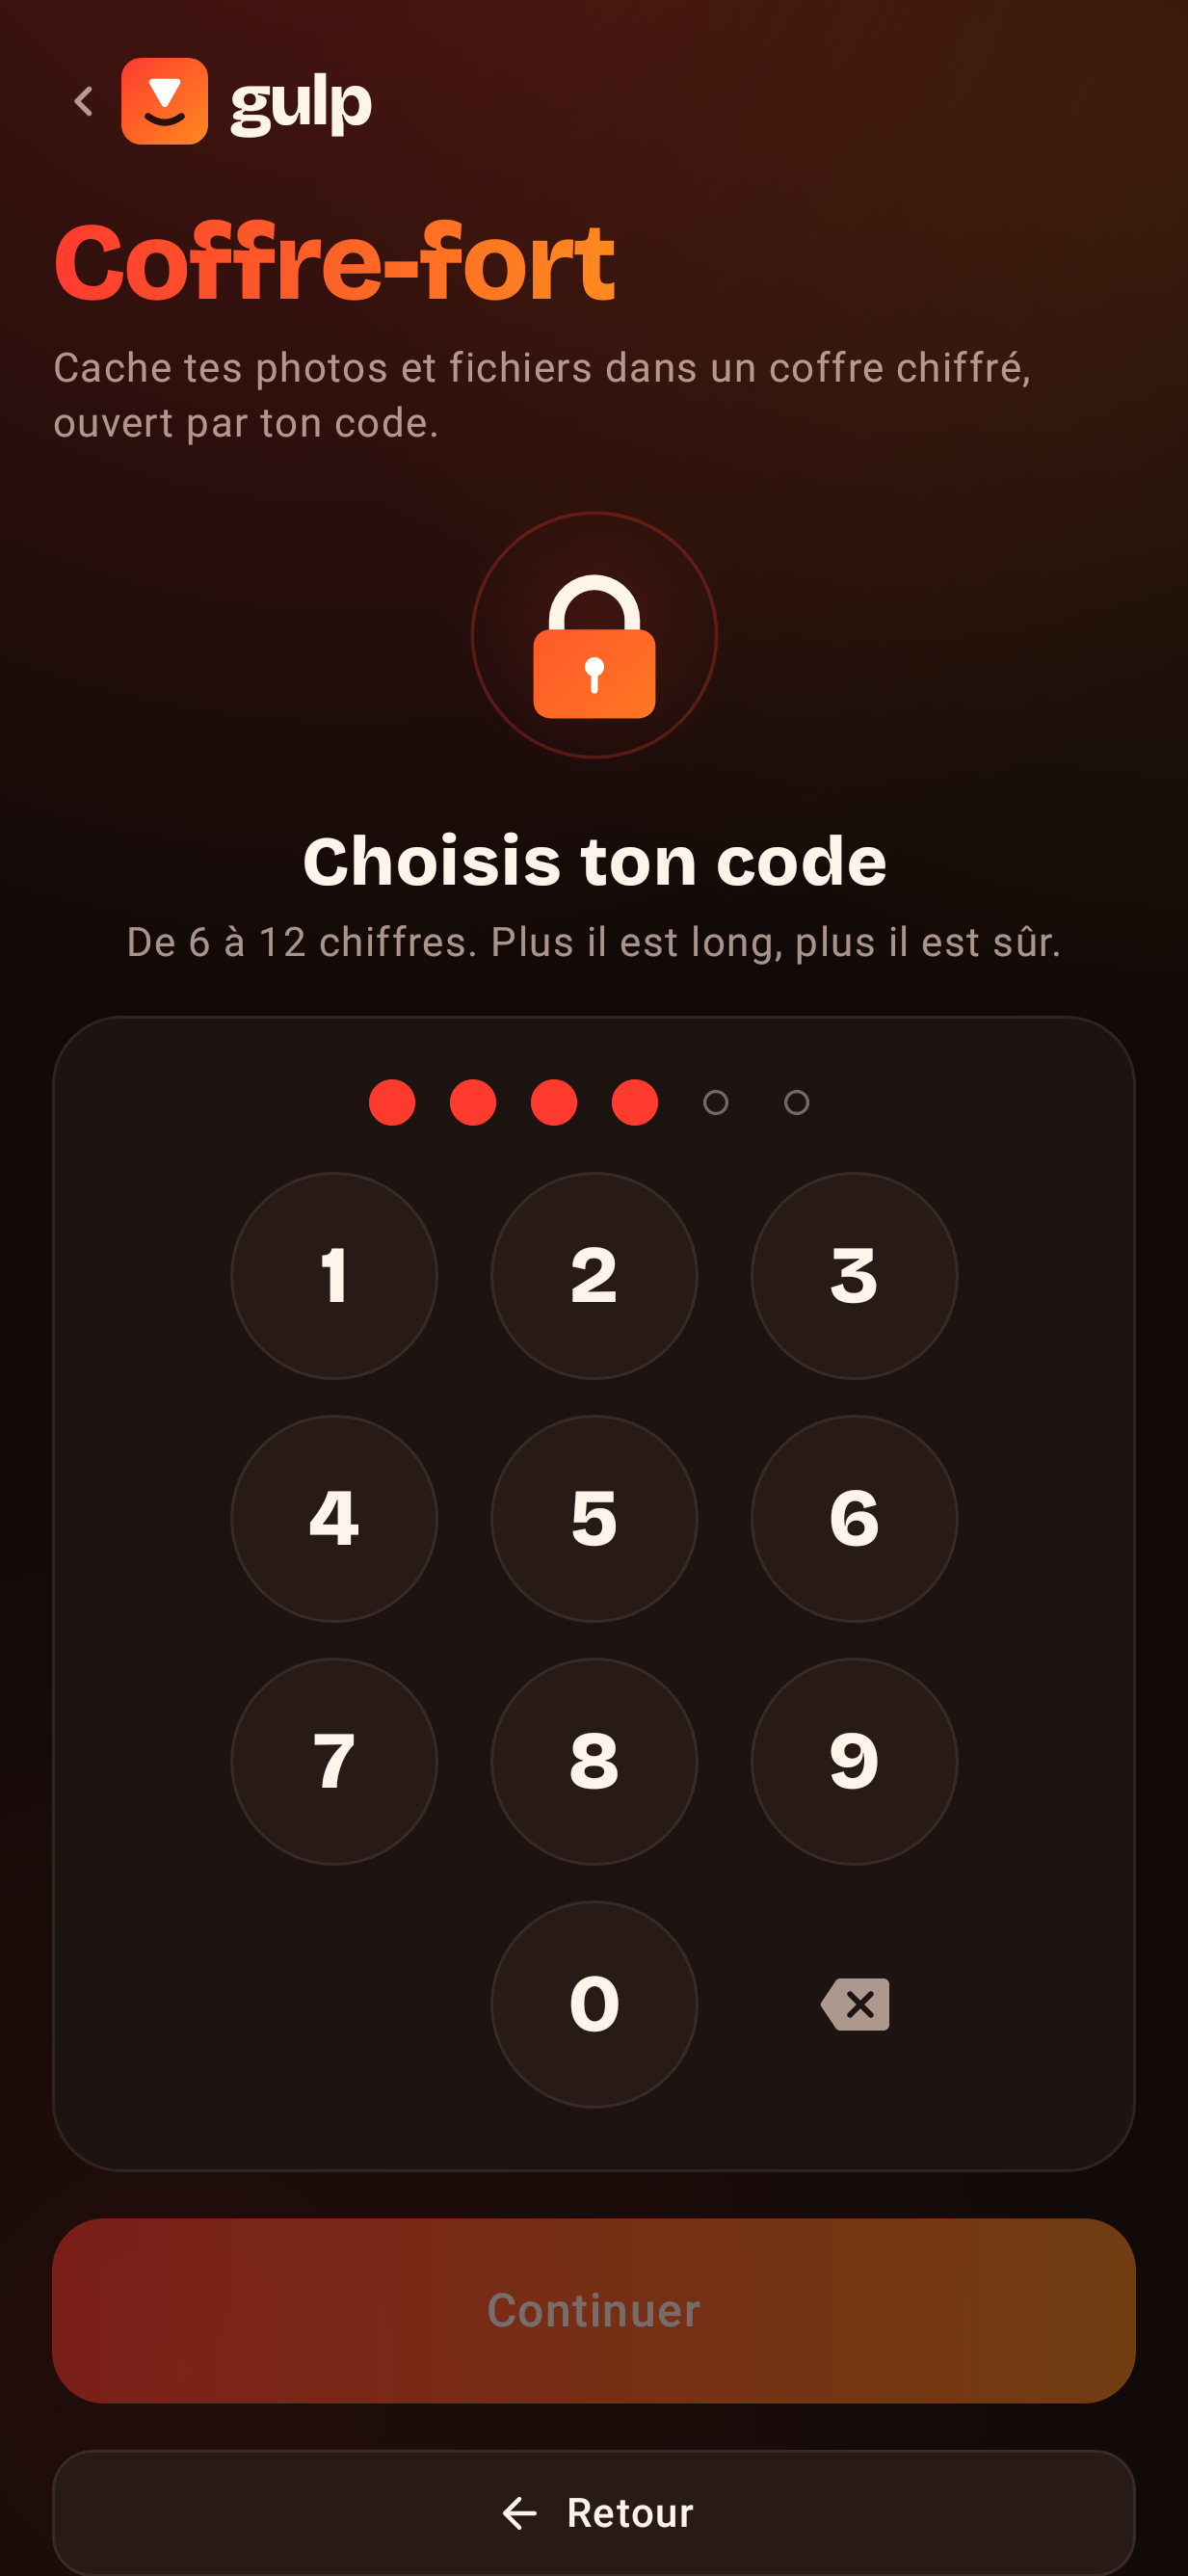 gulp
Coffre-fort
Cache tes photos et fichiers dans un coffre chiffré,
ouvert par ton code.
Choisis ton code
De 6 à 12 chiffres. Plus il est long, plus il est sûr.
1 2 3
4 5 6
7 8 9
0
Continuer
Retour